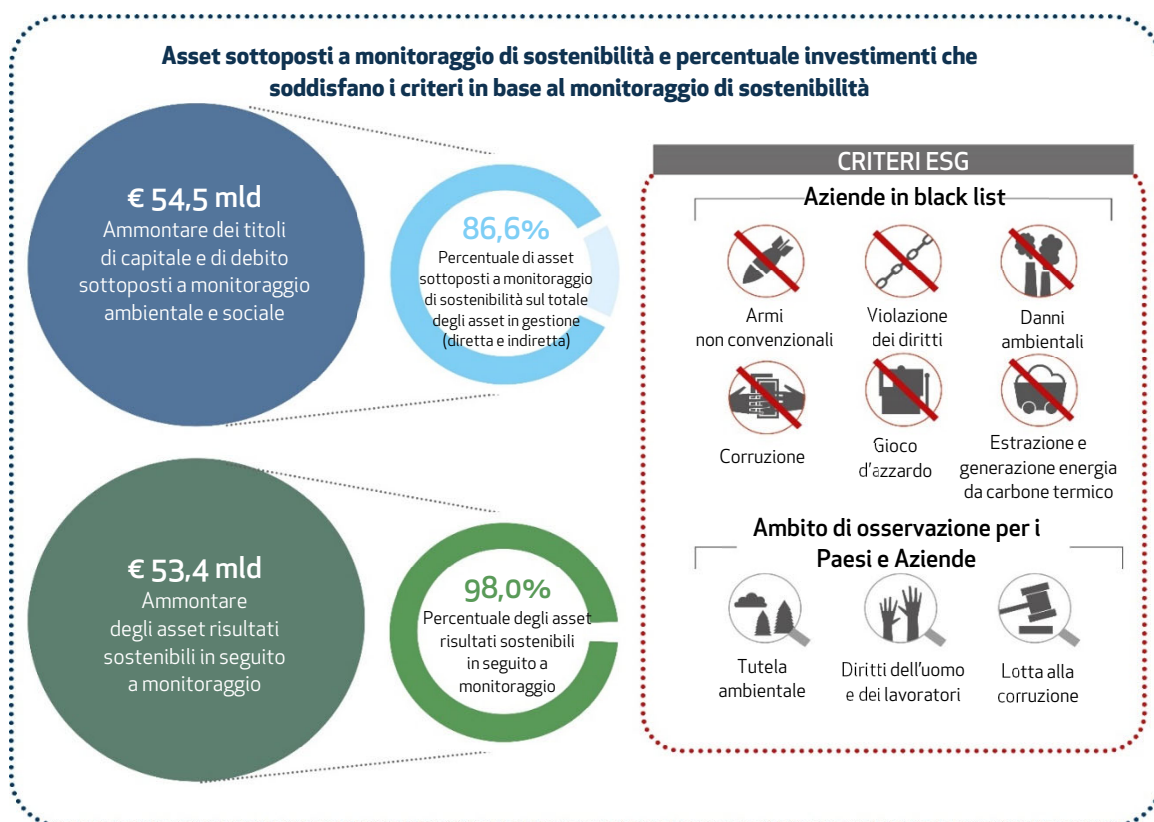 Asset sottoposti a monitoraggio di sostenibilità e percentuale investimenti che
soddisfano i criteri in base al monitoraggio di sostenibilità
€ 54,5 mld
Ammontare dei titoli
di capitale e di debito
sottoposti a monitoraggio
ambientale e sociale
86,6%
Percentuale di asset
sottoposti a monitoraggio
di sostenibilità sul totale
degli asset in gestione
(diretta e indiretta)
€ 53,4 mld
Ammontare
degli asset risultati
sostenibili in seguito
a monitoraggio
98,0%
Percentuale degli asset
risultati sostenibili
in seguito a
monitoraggio
CRITERI ESG
Aziende in black list
Armi
non convenzionali
Violazione
dei diritti
Danni
ambientali
Corruzione
Gioco
d'azzardo
Estrazione e
generazione energia
da carbone termico
Ambito di osservazione per i
Paesi e Aziende
Tutela
ambientale
Diritti dell'uomo
e dei lavoratori
Lotta alla
corruzione